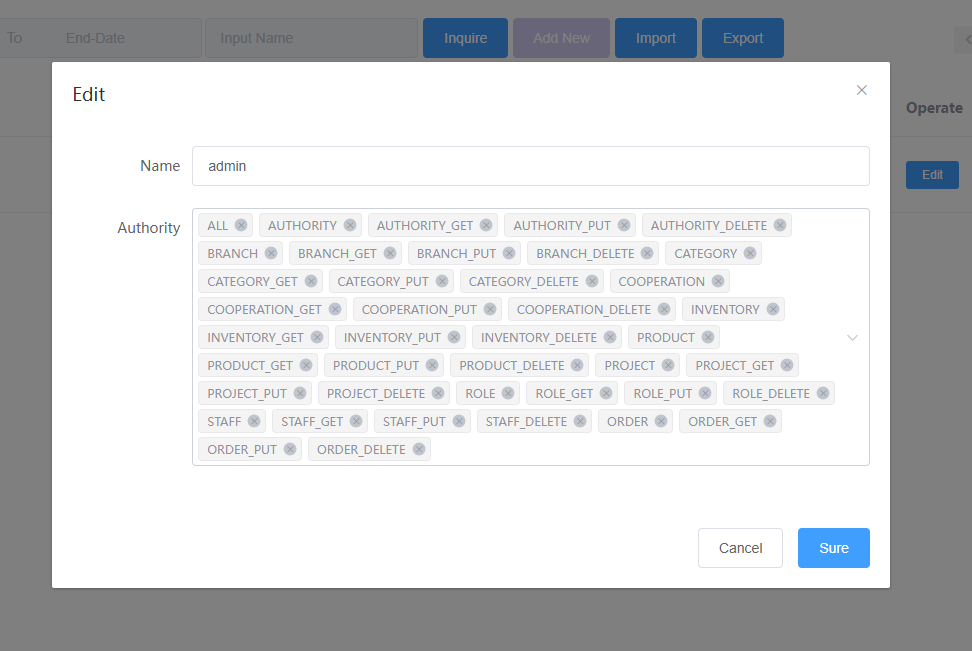 To End-Date Input Name Inquire Add New Import Export
Edit
Operate
Name admin
Edit
Authority ALL AUTHORITY AUTHORITY_GET AUTHORITY_PUT AUTHORITY_DELETE
BRANCH BRANCH_GET BRANCH_PUT BRANCH_DELETE CATEGORY
CATEGORY_GET CATEGORY_PUT CATEGORY_DELETE COOPERATION
COOPERATION_GET COOPERATION_PUT COOPERATION_DELETE INVENTORY
INVENTORY_GET INVENTORY_PUT INVENTORY_DELETE PRODUCT
PRODUCT_GET PRODUCT_PUT PRODUCT_DELETE PROJECT PROJECT_GET
PROJECT_PUT PROJECT_DELETE ROLE ROLE_GET ROLE_PUT ROLE_DELETE
STAFF STAFF_GET STAFF_PUT STAFF_DELETE ORDER ORDER_GET
ORDER_PUT ORDER_DELETE
Cancel Sure